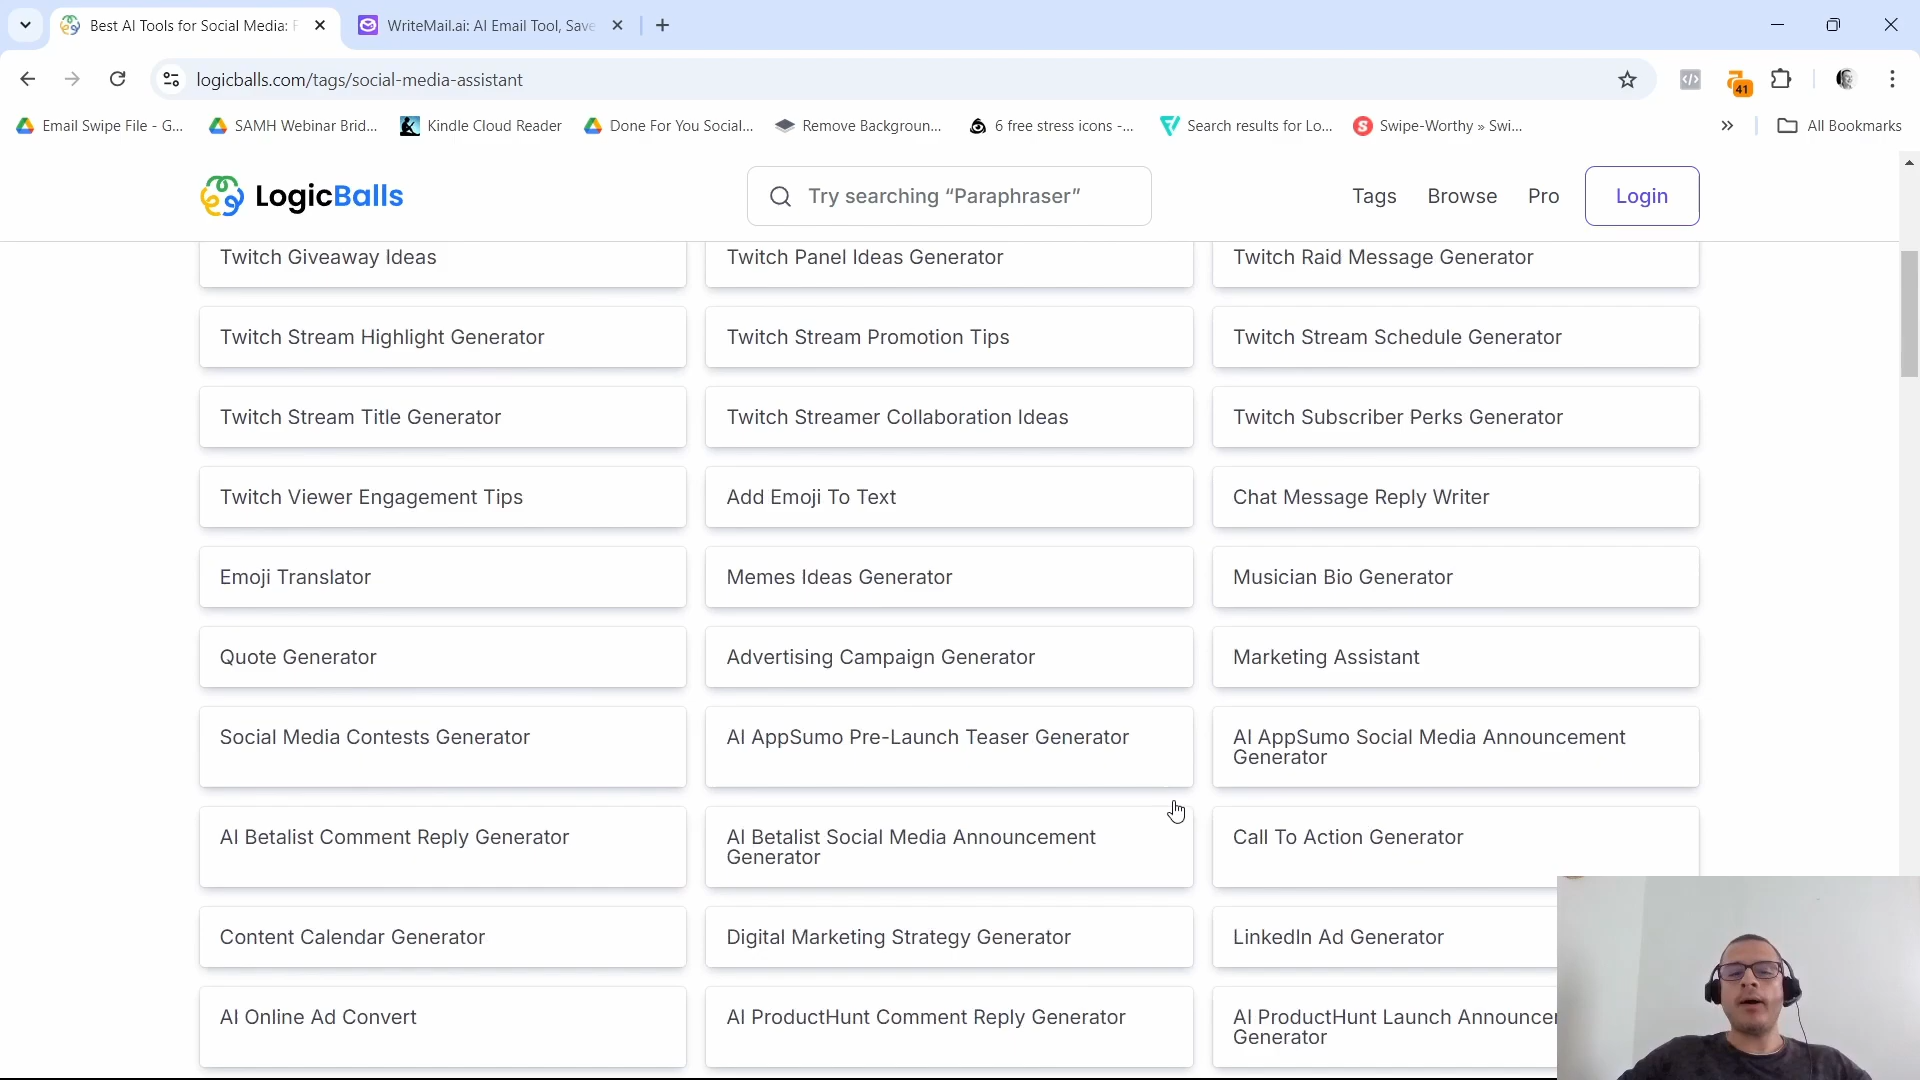 Best AI Tools for Social Media: F
WriteMail.ai: AI Email Tool, Save
logicballs.com/tags/social-media-assistant
41
Email Swipe File - G...
SAMH Webinar Brid...
Kindle Cloud Reader
Done For You Social...
Remove Backgroun...
6 free stress icons -...
Search results for Lo...
Swipe-Worthy » Swi...
All Bookmarks
LogicBalls
Try searching “Paraphraser”
Tags
Browse
Pro
Login
Twitch Giveaway Ideas
Twitch Panel Ideas Generator
Twitch Raid Message Generator
Twitch Stream Highlight Generator
Twitch Stream Promotion Tips
Twitch Stream Schedule Generator
Twitch Stream Title Generator
Twitch Streamer Collaboration Ideas
Twitch Subscriber Perks Generator
Twitch Viewer Engagement Tips
Add Emoji To Text
Chat Message Reply Writer
Emoji Translator
Memes Ideas Generator
Musician Bio Generator
Quote Generator
Advertising Campaign Generator
Marketing Assistant
Social Media Contests Generator
AI AppSumo Pre-Launch Teaser Generator
AI AppSumo Social Media Announcement
Generator
AI Betalist Comment Reply Generator
AI Betalist Social Media Announcement
Generator
Call To Action Generator
Content Calendar Generator
Digital Marketing Strategy Generator
LinkedIn Ad Generator
AI Online Ad Convert
AI ProductHunt Comment Reply Generator
AI ProductHunt Launch Announcer
Generator